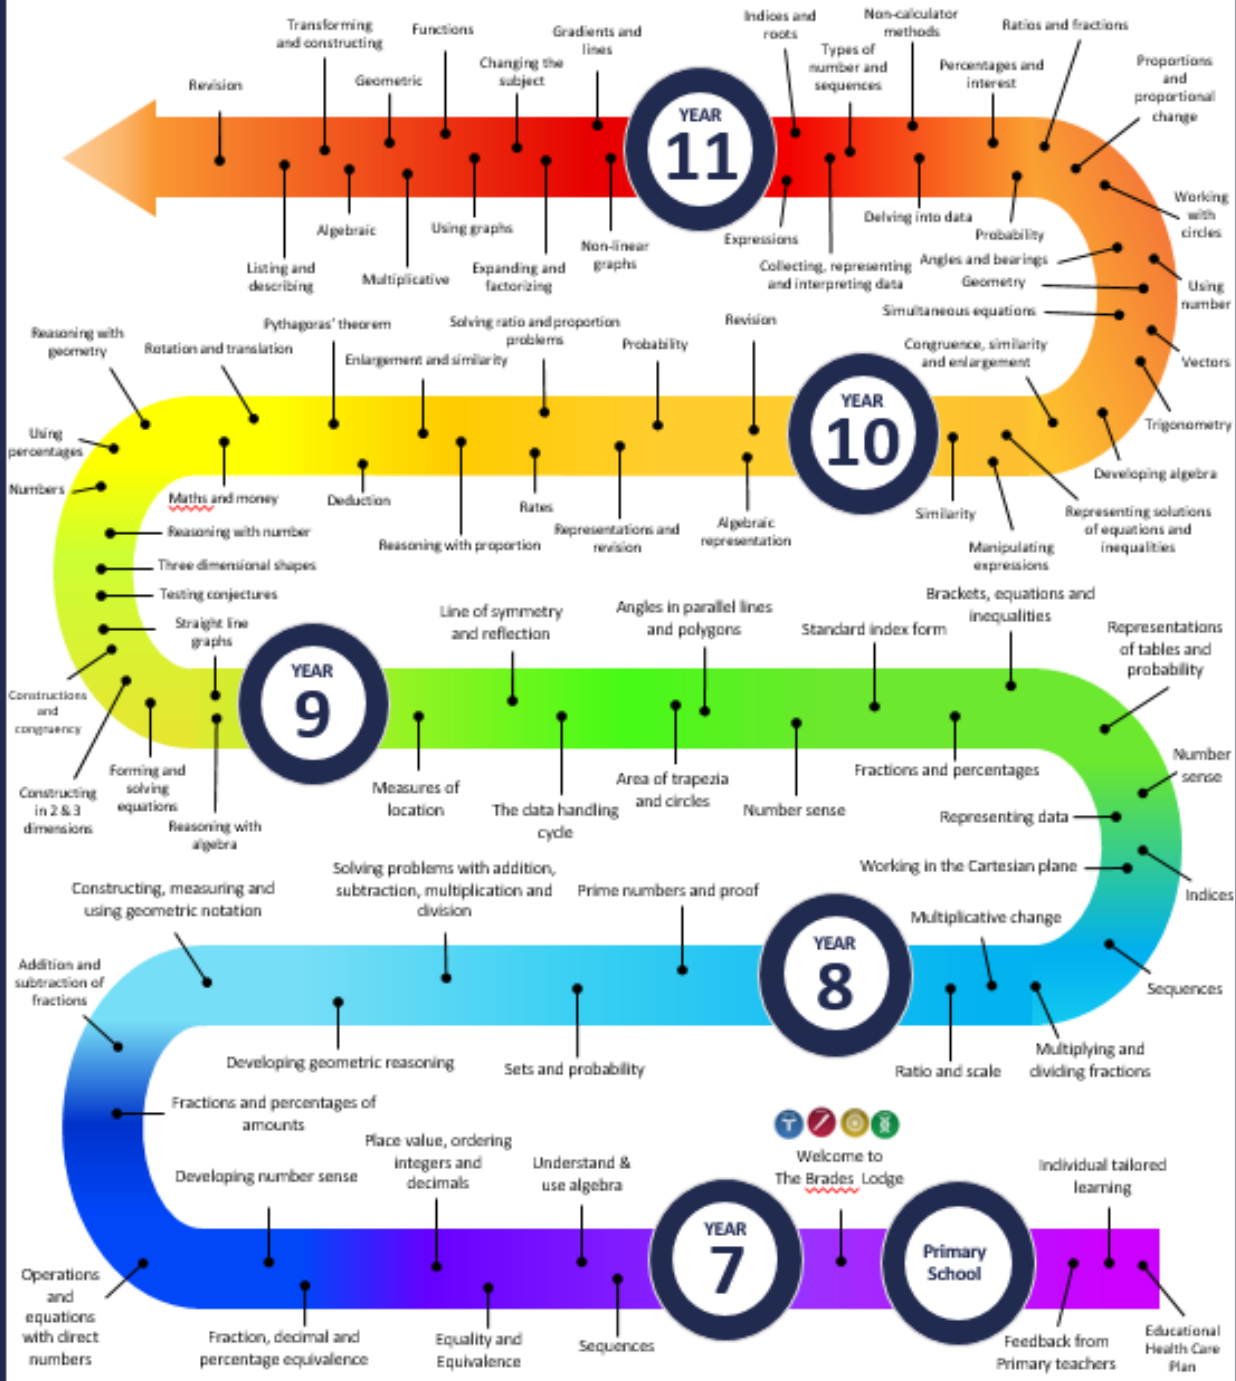 Transforming
and constructing
Functions
Gradients and
lines
Indices and
roots
Non-calculator
methods
Ratios and fractions
Revision
Geometric
Changing the
subject
Types of
number and
sequences
Percentages and
interest
Proportions
and
proportional
change
YEAR
11
Working
with
circles
Algebraic
Using graphs
Non-linear
graphs
Expressions
Delving into data
Probability
Listing and
describing
Multiplicative
Expanding and
factorizing
Collecting, representing
and interpreting data
Angles and bearings
Geometry
Using
number
Simultaneous equations
Vectors
Congruence, similarity
and enlargement
Trigonometry
Developing algebra
Reasoning with
geometry
Rotation and translation
Pythagoras' theorem
Enlargement and similarity
Solving ratio and proportion
problems
Probability
Revision
YEAR
10
Using
percentages
Numbers
Maths and money
Deduction
Reasoning with proportion
Rates
Representations and
revision
Algebraic
representation
Similarity
Manipulating
expressions
Representing solutions
of equations and
inequalities
Reasoning with number
Three dimensional shapes
Testing conjectures
Straight line
graphs
Constructions
and
congruency
Constructing
in 2 & 3
dimensions
Forming and
solving
equations
Reasoning with
algebra
YEAR
9
Line of symmetry
and reflection
Angles in parallel lines
and polygons
Standard index form
Brackets, equations and
inequalities
Representations
of tables and
probability
Measures of
location
The data handling
cycle
Area of trapezia
and circles
Number sense
Fractions and percentages
Number
sense
Representing data
Working in the Cartesian plane
Indices
Multiplicative change
Sequences
Constructing, measuring and
using geometric notation
Solving problems with addition,
subtraction, multiplication and
division
Prime numbers and proof
YEAR
8
Addition and
subtraction of
fractions
Developing geometric reasoning
Sets and probability
Ratio and scale
Multiplying and
dividing fractions
Fractions and percentages of
amounts
Developing number sense
Place value, ordering
integers and
decimals
Understand &
use algebra
Welcome to
The Brades Lodge
Individual tailored
learning
YEAR
7
Primary
School
Operations
and
equations
with direct
numbers
Fraction, decimal and
percentage equivalence
Equality and
Equivalence
Sequences
Feedback from
Primary teachers
Educational
Health Care
Plan